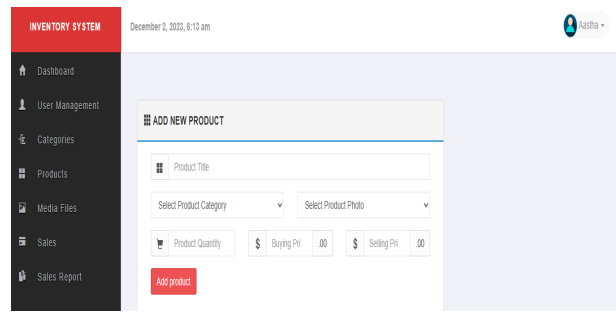 INVENTORY SYSTEM
December 2, 2023, 6:13 am
Aastha
Dashboard
User Management
Categories
Products
Media Files
Sales
Sales Report
ADD NEW PRODUCT
Product Title
Select Product Category
Select Product Photo
Product Quantity
$ Buying Pri .00
$ Selling Pri .00
Add product